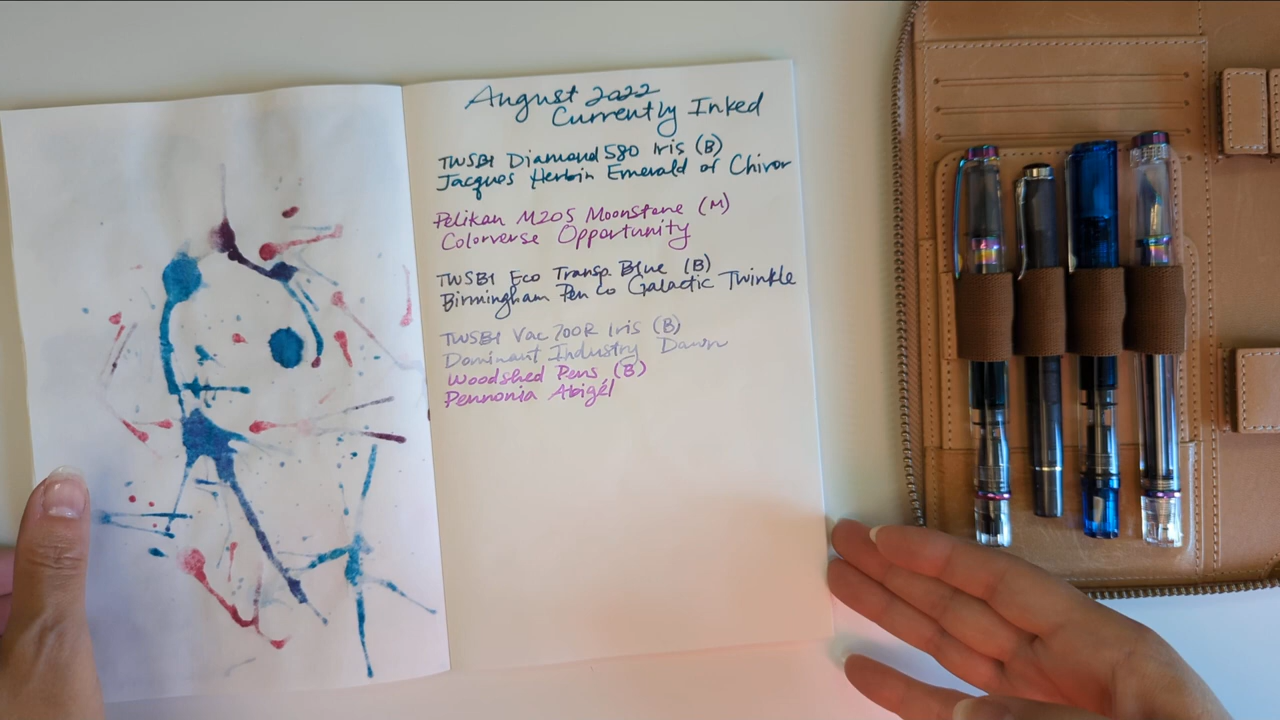 August 2022
Currently Inked
TWSBI Diamond 580 Iris (B)
Jacques Herbin Emerald of Chivor
Pelikan M205 Moonstone (M)
Colorverse Opportunity
TWSBI Eco Transp. Blue (B)
Birmingham Pen Co Galactic Twinkle
TWSBI Vac 700R Iris (B)
Dominant Industry Dawn
Woodshed Pens (B)
Pennonia Abigél